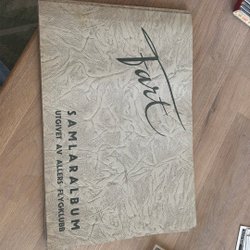 Fart
SAMLARALBUM
UTGIVET AV ALLERS FLYGKLUBB